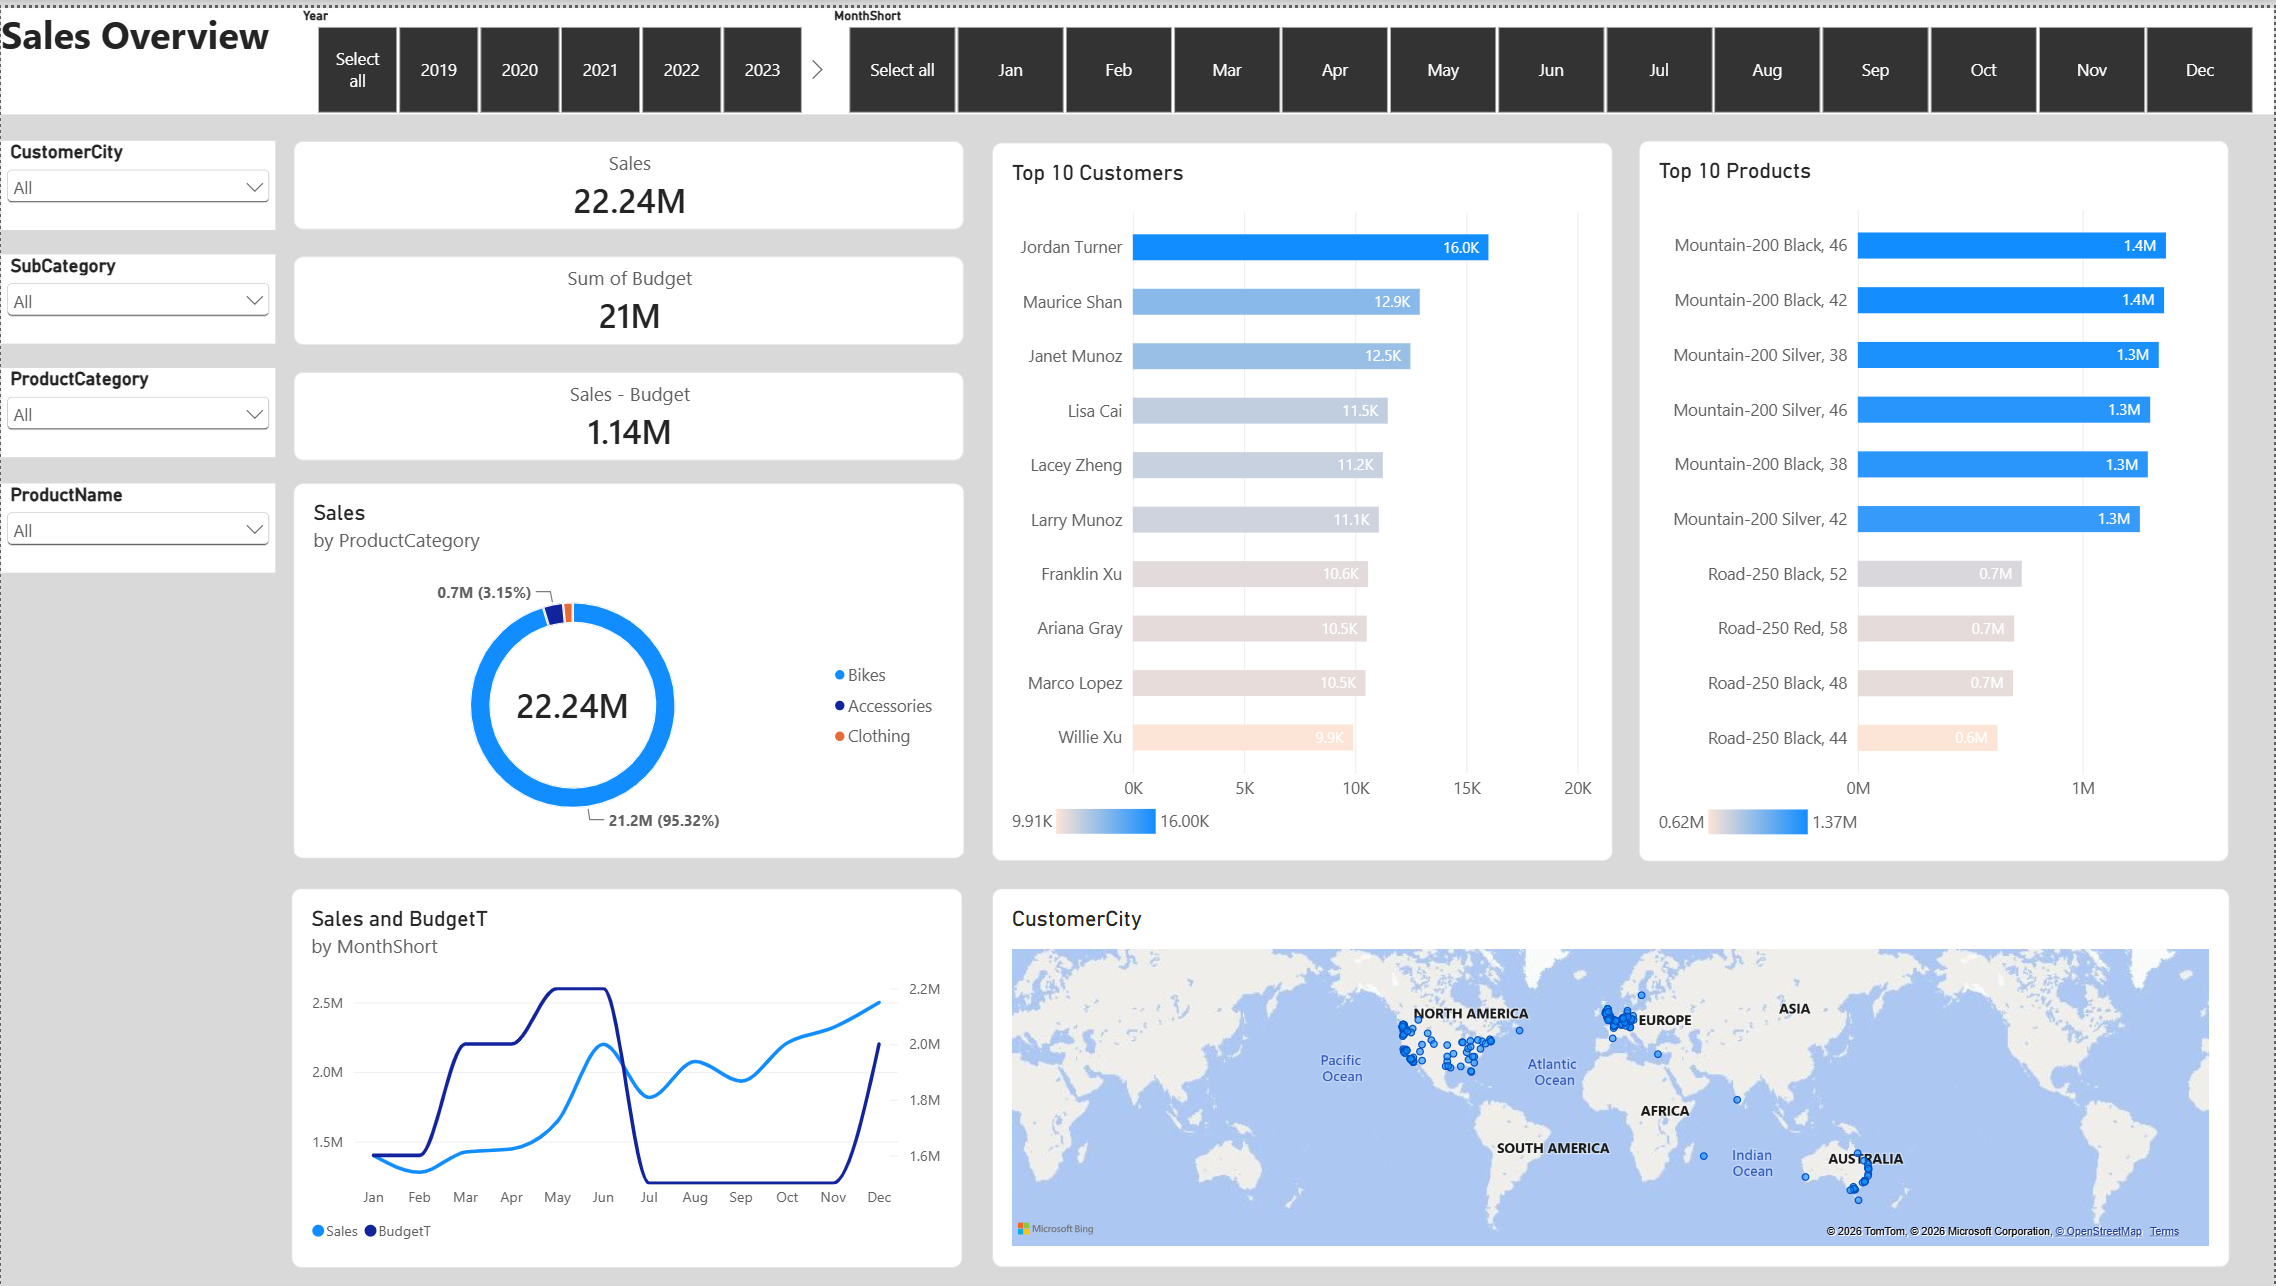 Sales Overview
Year
Select all
2019
2020
2021
2022
2023
MonthShort
Select all
Jan
Feb
Mar
Apr
May
Jun
Jul
Aug
Sep
Oct
Nov
Dec
CustomerCity
All
SubCategory
All
ProductCategory
All
ProductName
All
Sales
22.24M
Sum of Budget
21M
Sales - Budget
1.14M
Sales
by ProductCategory
0.7M (3.15%)
22.24M
21.2M (95.32%)
Bikes
Accessories
Clothing
Top 10 Customers
Jordan Turner 16.0K
Maurice Shan 12.9K
Janet Munoz 12.5K
Lisa Cai 11.5K
Lacey Zheng 11.2K
Larry Munoz 11.1K
Franklin Xu 10.6K
Ariana Gray 10.5K
Marco Lopez 10.5K
Willie Xu 9.9K
0K 5K 10K 15K 20K
9.91K 16.00K
Top 10 Products
Mountain-200 Black, 46 1.4M
Mountain-200 Black, 42 1.4M
Mountain-200 Silver, 38 1.3M
Mountain-200 Silver, 46 1.3M
Mountain-200 Black, 38 1.3M
Mountain-200 Silver, 42 1.3M
Road-250 Black, 52 0.7M
Road-250 Red, 58 0.7M
Road-250 Black, 48 0.7M
Road-250 Black, 44 0.6M
0M 1M
0.62M 1.37M
Sales and BudgetT
by MonthShort
2.5M
2.0M
1.5M
2.2M
2.0M
1.8M
1.6M
Jan Feb Mar Apr May Jun Jul Aug Sep Oct Nov Dec
Sales BudgetT
CustomerCity
NORTH AMERICA
EUROPE
ASIA
Pacific
Ocean
Atlantic
Ocean
AFRICA
SOUTH AMERICA
Indian
Ocean
AUSTRALIA
Microsoft Bing
© 2026 TomTom, © 2026 Microsoft Corporation, © OpenStreetMap Terms